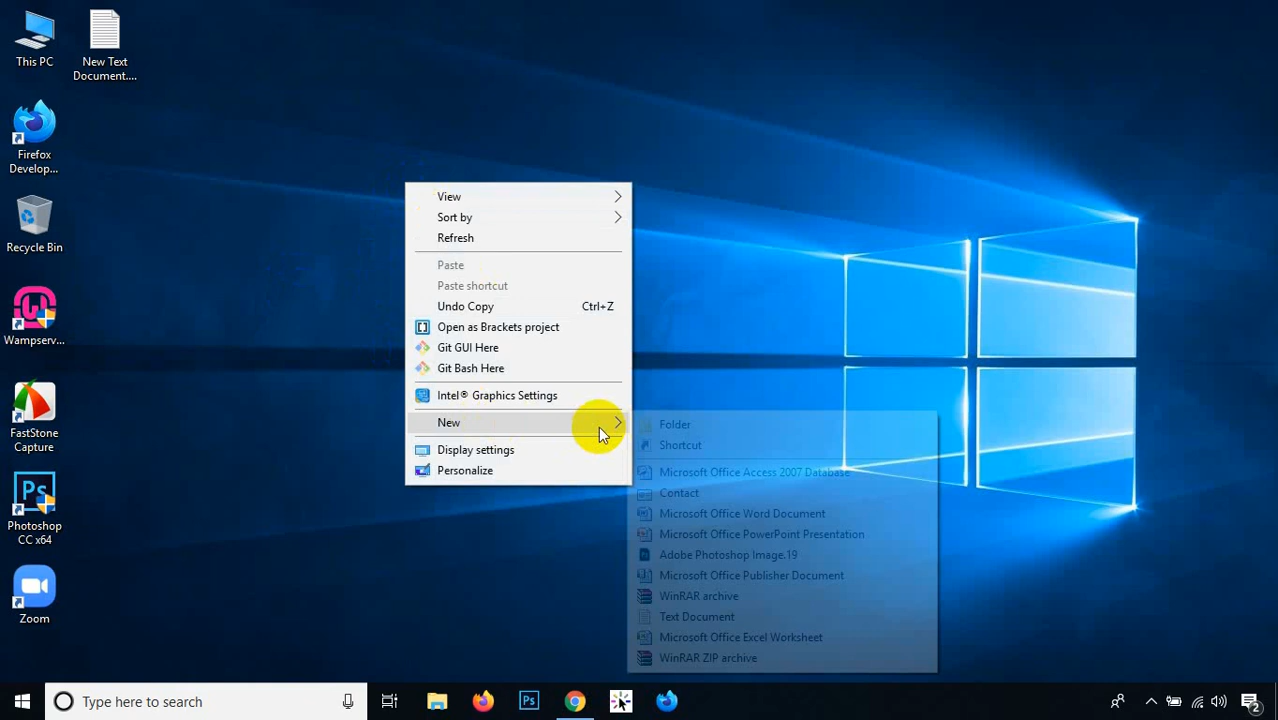 This PC
New Text
Document....
Firefox
Develop...
Recycle Bin
Wampserv...
FastStone
Capture
Ps
Photoshop
CC x64
Zoom
View
Sort by
Refresh
Paste
Paste shortcut
Undo Copy Ctrl+Z
Open as Brackets project
Git GUI Here
Git Bash Here
Intel® Graphics Settings
New
Display settings
Personalize
Folder
Shortcut
Microsoft Office Access 2007 Database
Contact
Microsoft Office Word Document
Microsoft Office PowerPoint Presentation
Adobe Photoshop Image.19
Microsoft Office Publisher Document
WinRAR archive
Text Document
Microsoft Office Excel Worksheet
WinRAR ZIP archive
Type here to search
Ps
2